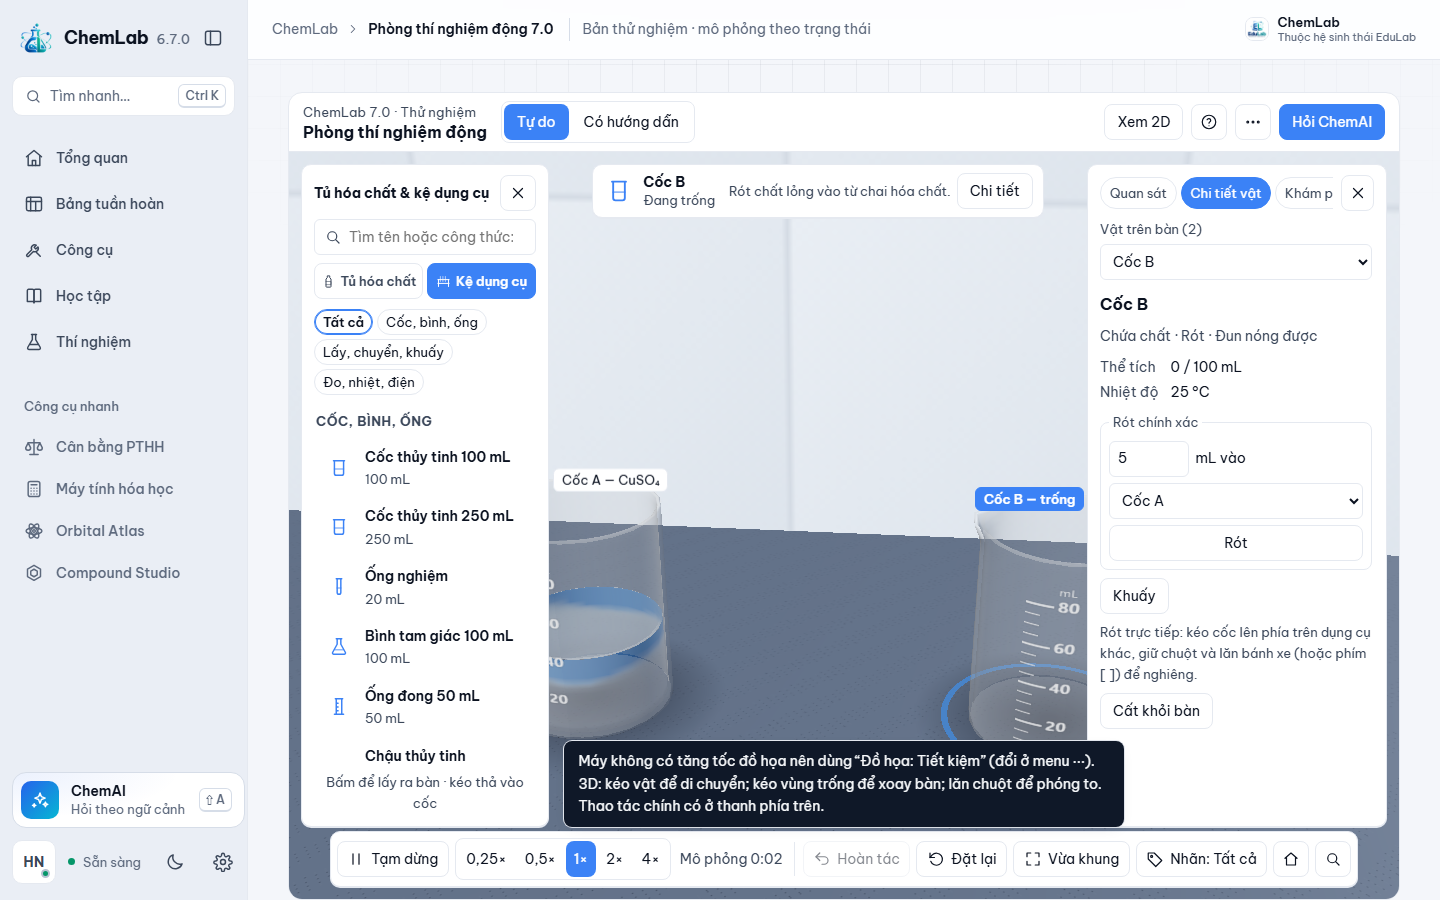 ChemLab 6.7.0
Tìm nhanh... Ctrl K
Tổng quan
Bảng tuần hoàn
Công cụ
Học tập
Thí nghiệm
Công cụ nhanh
Cân bằng PTHH
Máy tính hóa học
Orbital Atlas
Compound Studio
ChemAI
Hỏi theo ngữ cảnh
⇧ A
HN
Sẵn sàng
ChemLab > Phòng thí nghiệm động 7.0 Bản thử nghiệm · mô phỏng theo trạng thái
ChemLab
Thuộc hệ sinh thái EduLab
ChemLab 7.0 · Thử nghiệm
Phòng thí nghiệm động
Tự do Có hướng dẫn
Xem 2D
Hỏi ChemAI
Tủ hóa chất & kệ dụng cụ
Tìm tên hoặc công thức:
Tủ hóa chất Kệ dụng cụ
Tất cả Cốc, bình, ống
Lấy, chuyển, khuấy
Đo, nhiệt, điện
CỐC, BÌNH, ỐNG
Cốc thủy tinh 100 mL
100 mL
Cốc thủy tinh 250 mL
250 mL
Ống nghiệm
20 mL
Bình tam giác 100 mL
100 mL
Ống đong 50 mL
50 mL
Chậu thủy tinh
Bấm để lấy ra bàn · kéo thả vào
cốc
Cốc B
Đang trống
Rót chất lỏng vào từ chai hóa chất.
Chi tiết
Cốc A — CuSO₄
40
20
Cốc B — trống
mL
80
60
40
20
Máy không có tăng tốc đồ họa nên dùng “Đồ họa: Tiết kiệm” (đổi ở menu ···).
3D: kéo vật để di chuyển; kéo vùng trống để xoay bàn; lăn chuột để phóng to.
Thao tác chính có ở thanh phía trên.
Quan sát Chi tiết vật Khám p
Vật trên bàn (2)
Cốc B
Cốc B
Chứa chất · Rót · Đun nóng được
Thể tích 0 / 100 mL
Nhiệt độ 25 °C
Rót chính xác
5 mL vào
Cốc A
Rót
Khuấy
Rót trực tiếp: kéo cốc lên phía trên dụng cụ
khác, giữ chuột và lăn bánh xe (hoặc phím
[ ]) để nghiêng.
Cất khỏi bàn
Tạm dừng 0,25× 0,5× 1× 2× 4× Mô phỏng 0:02 Hoàn tác Đặt lại Vừa khung Nhãn: Tất cả